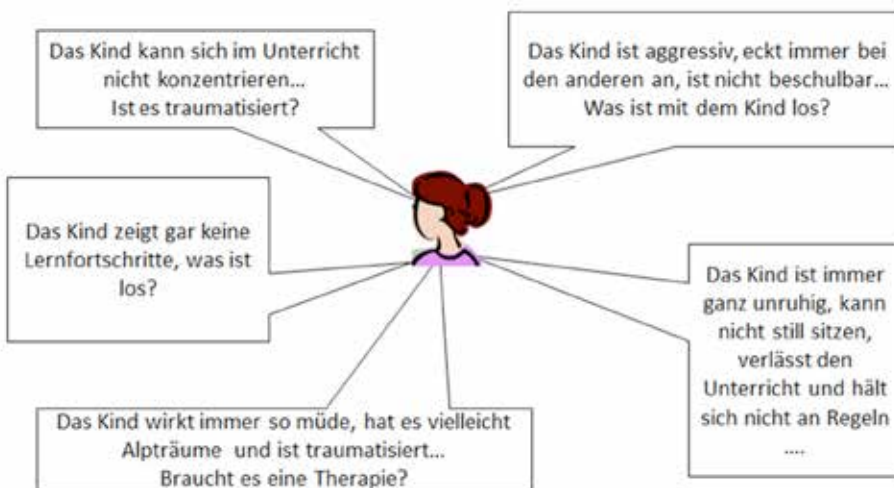 Das Kind kann sich im Unterricht
nicht konzentrieren...
Ist es traumatisiert?
Das Kind ist aggressiv, eckt immer bei
den anderen an, ist nicht beschulbar...
Was ist mit dem Kind los?
Das Kind zeigt gar keine
Lernfortschritte, was ist
los?
Das Kind ist immer
ganz unruhig, kann
nicht still sitzen,
verlässt den
Unterricht und hält
sich nicht an Regeln
....
Das Kind wirkt immer so müde, hat es vielleicht
Alpträume und ist traumatisiert...
Braucht es eine Therapie?